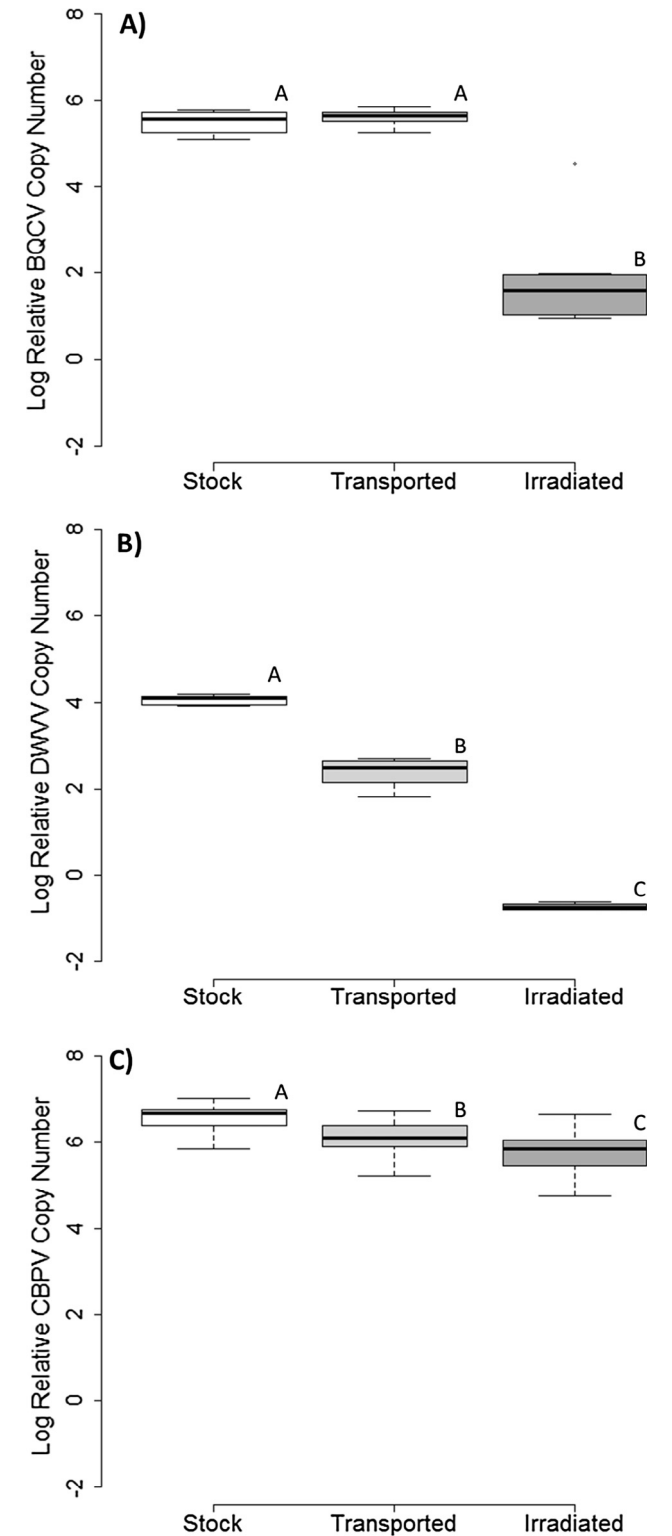 A)
Log Relative BQCV Copy Number
8
6
4
2
0
-2
A
A
B
Stock Transported Irradiated
B)
Log Relative DWVV Copy Number
8
6
4
2
0
-2
A
B
C
Stock Transported Irradiated
C)
Log Relative CBPV Copy Number
8
6
4
2
0
-2
A
B
C
Stock Transported Irradiated